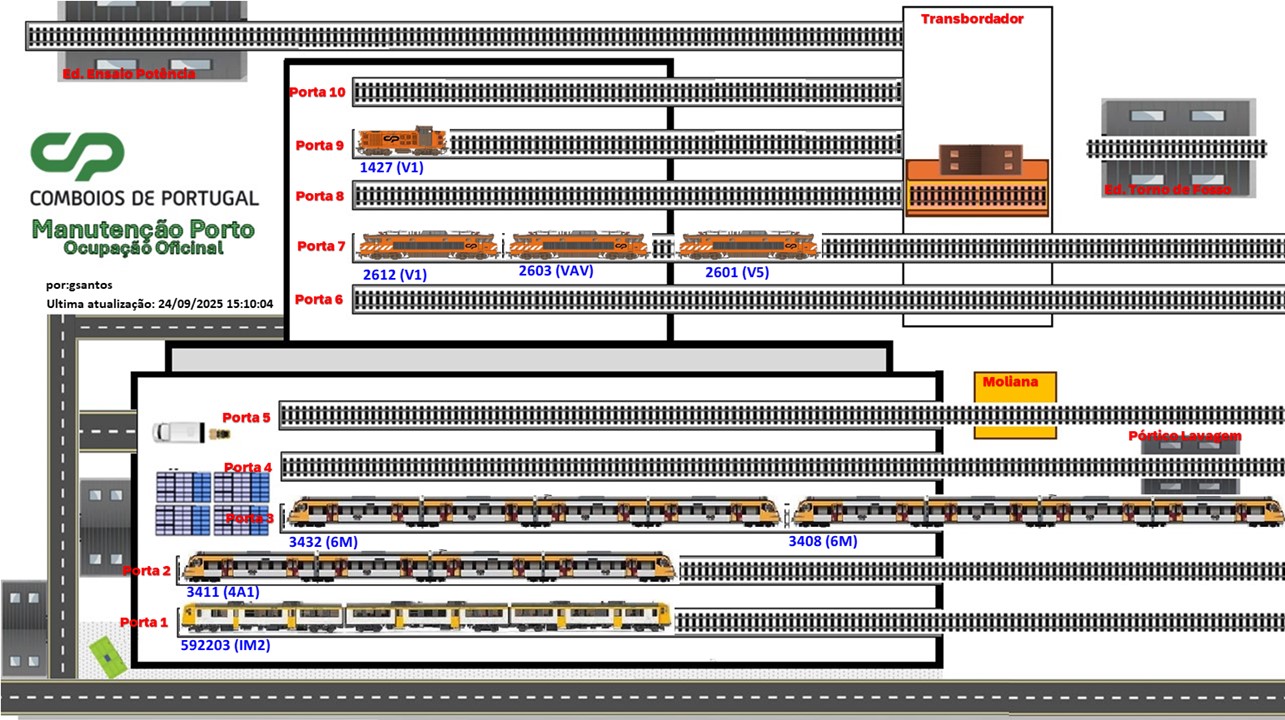 Transbordador
Ed. Ensaio Potência
Porta 10
Porta 9
1427 (V1)
CP
COMBOIOS DE PORTUGAL
Manutenção Porto
Ocupação Oficinal
Porta 8
Ed. Torno de Fosso
Porta 7
2612 (V1)
2603 (VAV)
2601 (V5)
por:gsantos
Ultima atualização: 24/09/2025 15:10:04
Porta 6
Moliana
Porta 5
Pórtico Lavagem
Porta 4
Porta 3
3432 (6M)
3408 (6M)
Porta 2
3411 (4A1)
Porta 1
592203 (IM2)